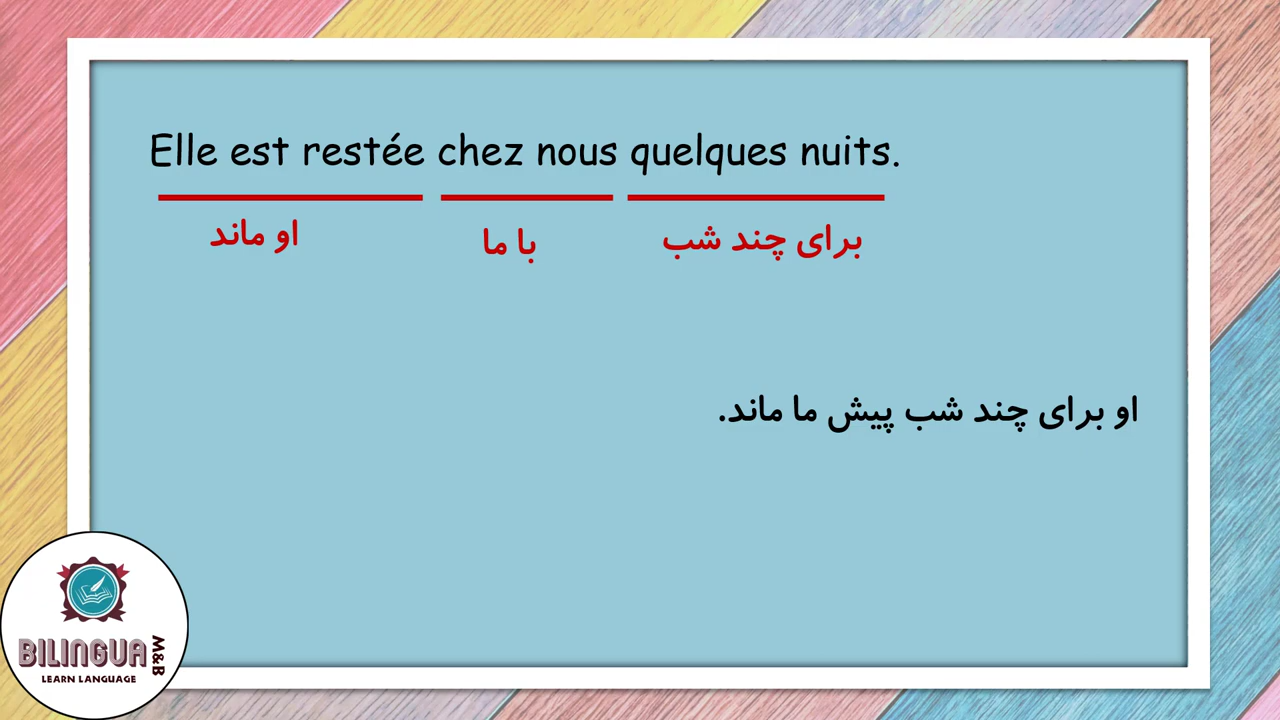 Elle est restée chez nous quelques nuits.
او ماند
با ما
برای چند شب
او برای چند شب پیش ما ماند.
BILINGUA M&B
LEARN LANGUAGE